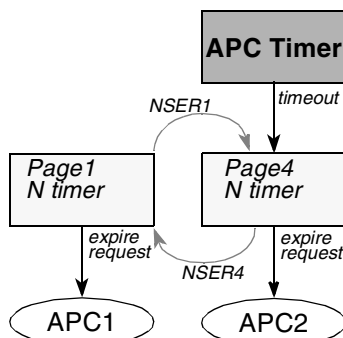 APC Timer
timeout
NSER1
Page1
N timer
Page4
N timer
expire
request
NSER4
expire
request
APC1
APC2